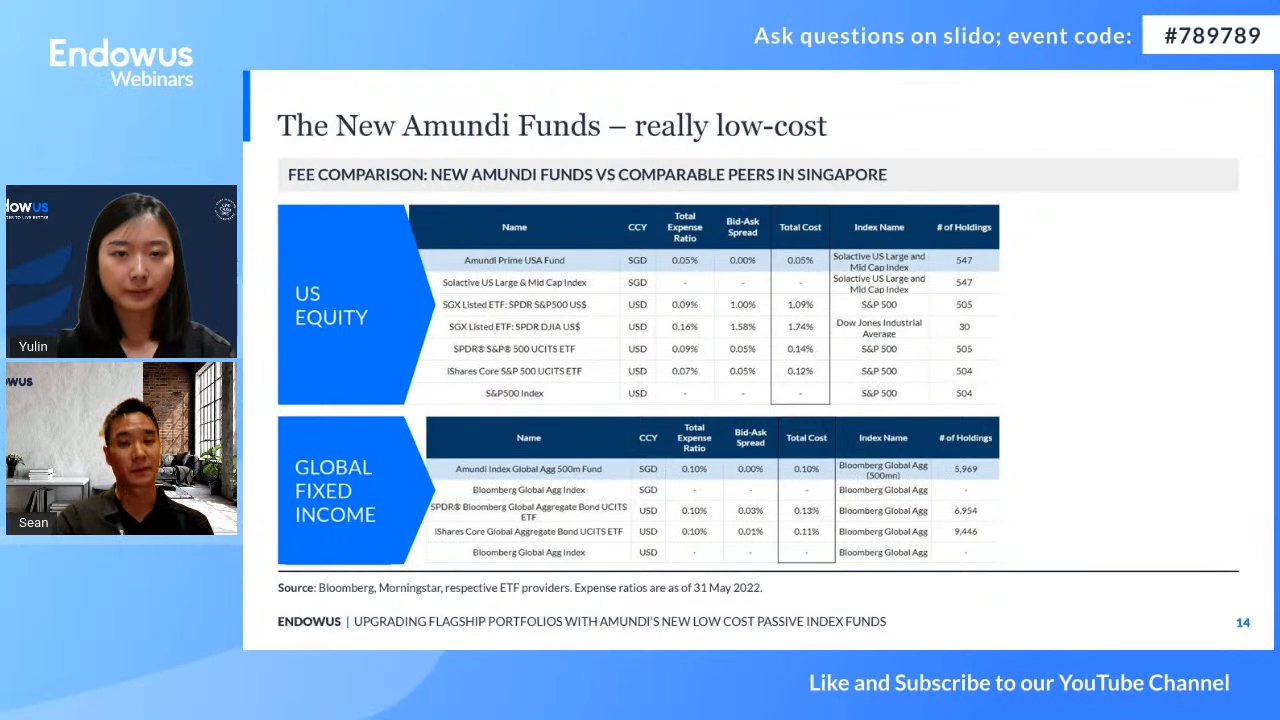 Endowus
Webinars
Ask questions on slido; event code:
#789789
The New Amundi Funds – really low-cost
FEE COMPARISON: NEW AMUNDI FUNDS VS COMPARABLE PEERS IN SINGAPORE
US
EQUITY
Name CCY Total Expense Ratio Bid-Ask Spread Total Cost Index Name # of Holdings
Amundi Prime USA Fund SGD 0.05% 0.00% 0.05% Solactive US Large and Mid Cap Index 547
Solactive US Large & Mid Cap Index SGD - - - Solactive US Large and Mid Cap Index 547
SGX Listed ETF: SPDR S&P500 US$ USD 0.09% 1.00% 1.09% S&P 500 505
SGX Listed ETF: SPDR DJIA US$ USD 0.16% 1.58% 1.74% Dow Jones Industrial Average 30
SPDR® S&P® 500 UCITS ETF USD 0.09% 0.05% 0.14% S&P 500 505
iShares Core S&P 500 UCITS ETF USD 0.07% 0.05% 0.12% S&P 500 504
S&P500 Index USD - - - S&P 500 504
GLOBAL
FIXED
INCOME
Name CCY Total Expense Ratio Bid-Ask Spread Total Cost Index Name # of Holdings
Amundi Index Global Agg 500m Fund SGD 0.10% 0.00% 0.10% Bloomberg Global Agg (500mn) 5,969
Bloomberg Global Agg Index SGD - - - Bloomberg Global Agg -
SPDR® Bloomberg Global Aggregate Bond UCITS ETF USD 0.10% 0.03% 0.13% Bloomberg Global Agg 6,954
iShares Core Global Aggregate Bond UCITS ETF USD 0.10% 0.01% 0.11% Bloomberg Global Agg 9,446
Bloomberg Global Agg Index USD - - - Bloomberg Global Agg -
Source: Bloomberg, Morningstar, respective ETF providers. Expense ratios are as of 31 May 2022.
ENDOWUS | UPGRADING FLAGSHIP PORTFOLIOS WITH AMUNDI'S NEW LOW COST PASSIVE INDEX FUNDS
14
dowus
TER TO LIVE BETTER
Yulin
owus
Sean
Like and Subscribe to our YouTube Channel